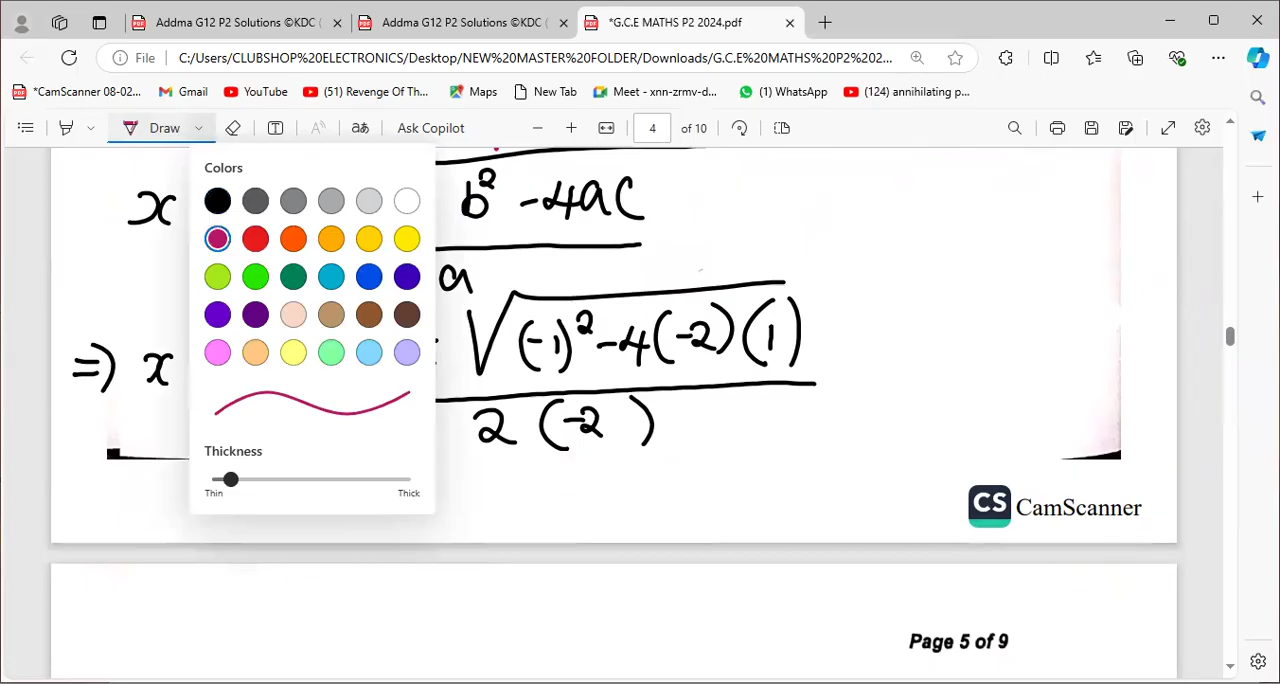 Addma G12 P2 Solutions ©KDC (
Addma G12 P2 Solutions ©KDC (
*G.C.E MATHS P2 2024.pdf
File
C:/Users/CLUBSHOP%20ELECTRONICS/Desktop/NEW%20MASTER%20FOLDER/Downloads/G.C.E%20MATHS%20P2%202...
*CamScanner 08-02...
Gmail
YouTube
(51) Revenge Of Th...
Maps
New Tab
Meet - xnn-zrmv-d...
(1) WhatsApp
(124) annihilating p...
Draw
Ask Copilot
4 of 10
Colors
x b² -4ac
a
=) x √(-1)² -4(-2)(1)
2 (-2 )
Thickness
Thin Thick
CS CamScanner
Page 5 of 9